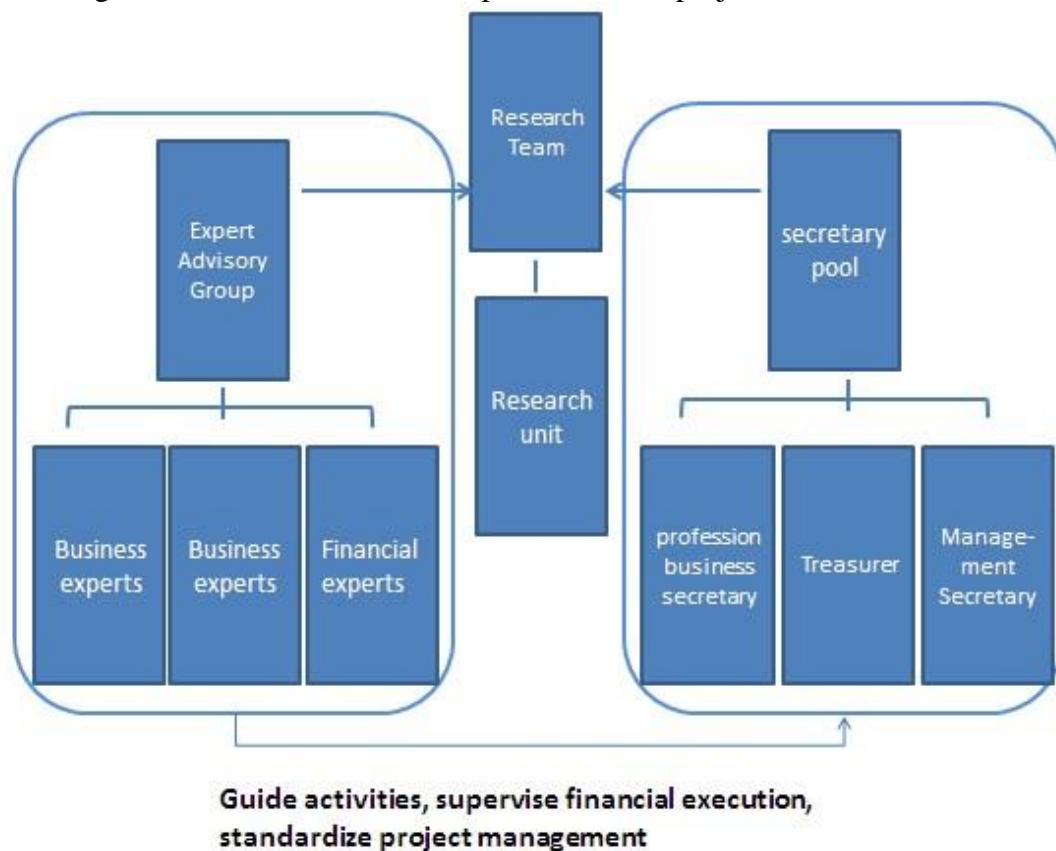 Research
Team
Expert
Advisory
Group
secretary
pool
Research
unit
Business
experts
Business
experts
Financial
experts
profession
business
secretary
Treasurer
Manage-
ment
Secretary
Guide activities, supervise financial execution,
standardize project management